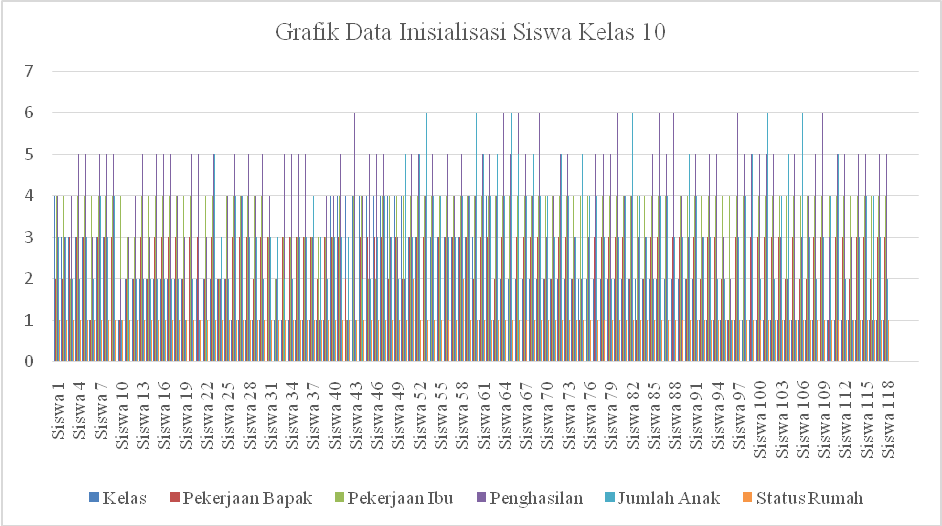 Grafik Data Inisialisasi Siswa Kelas 10
7
6
5
4
3
2
1
0
Siswa 1
Siswa 4
Siswa 7
Siswa 10
Siswa 13
Siswa 16
Siswa 19
Siswa 22
Siswa 25
Siswa 28
Siswa 31
Siswa 34
Siswa 37
Siswa 40
Siswa 43
Siswa 46
Siswa 49
Siswa 52
Siswa 55
Siswa 58
Siswa 61
Siswa 64
Siswa 67
Siswa 70
Siswa 73
Siswa 76
Siswa 79
Siswa 82
Siswa 85
Siswa 88
Siswa 91
Siswa 94
Siswa 97
Siswa 100
Siswa 103
Siswa 106
Siswa 109
Siswa 112
Siswa 115
Siswa 118
Kelas Pekerjaan Bapak Pekerjaan Ibu Penghasilan Jumlah Anak Status Rumah